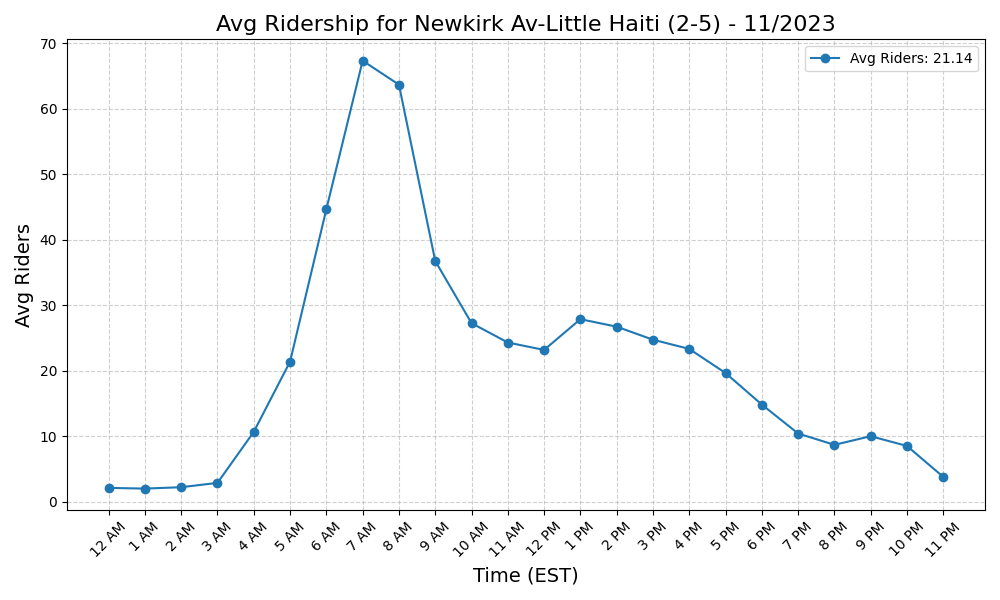 Avg Ridership for Newkirk Av-Little Haiti (2-5) - 11/2023
Avg Riders: 21.14
Avg Riders
70
60
50
40
30
20
10
0
12 AM
1 AM
2 AM
3 AM
4 AM
5 AM
6 AM
7 AM
8 AM
9 AM
10 AM
11 AM
12 PM
1 PM
2 PM
3 PM
4 PM
5 PM
6 PM
7 PM
8 PM
9 PM
10 PM
11 PM
Time (EST)